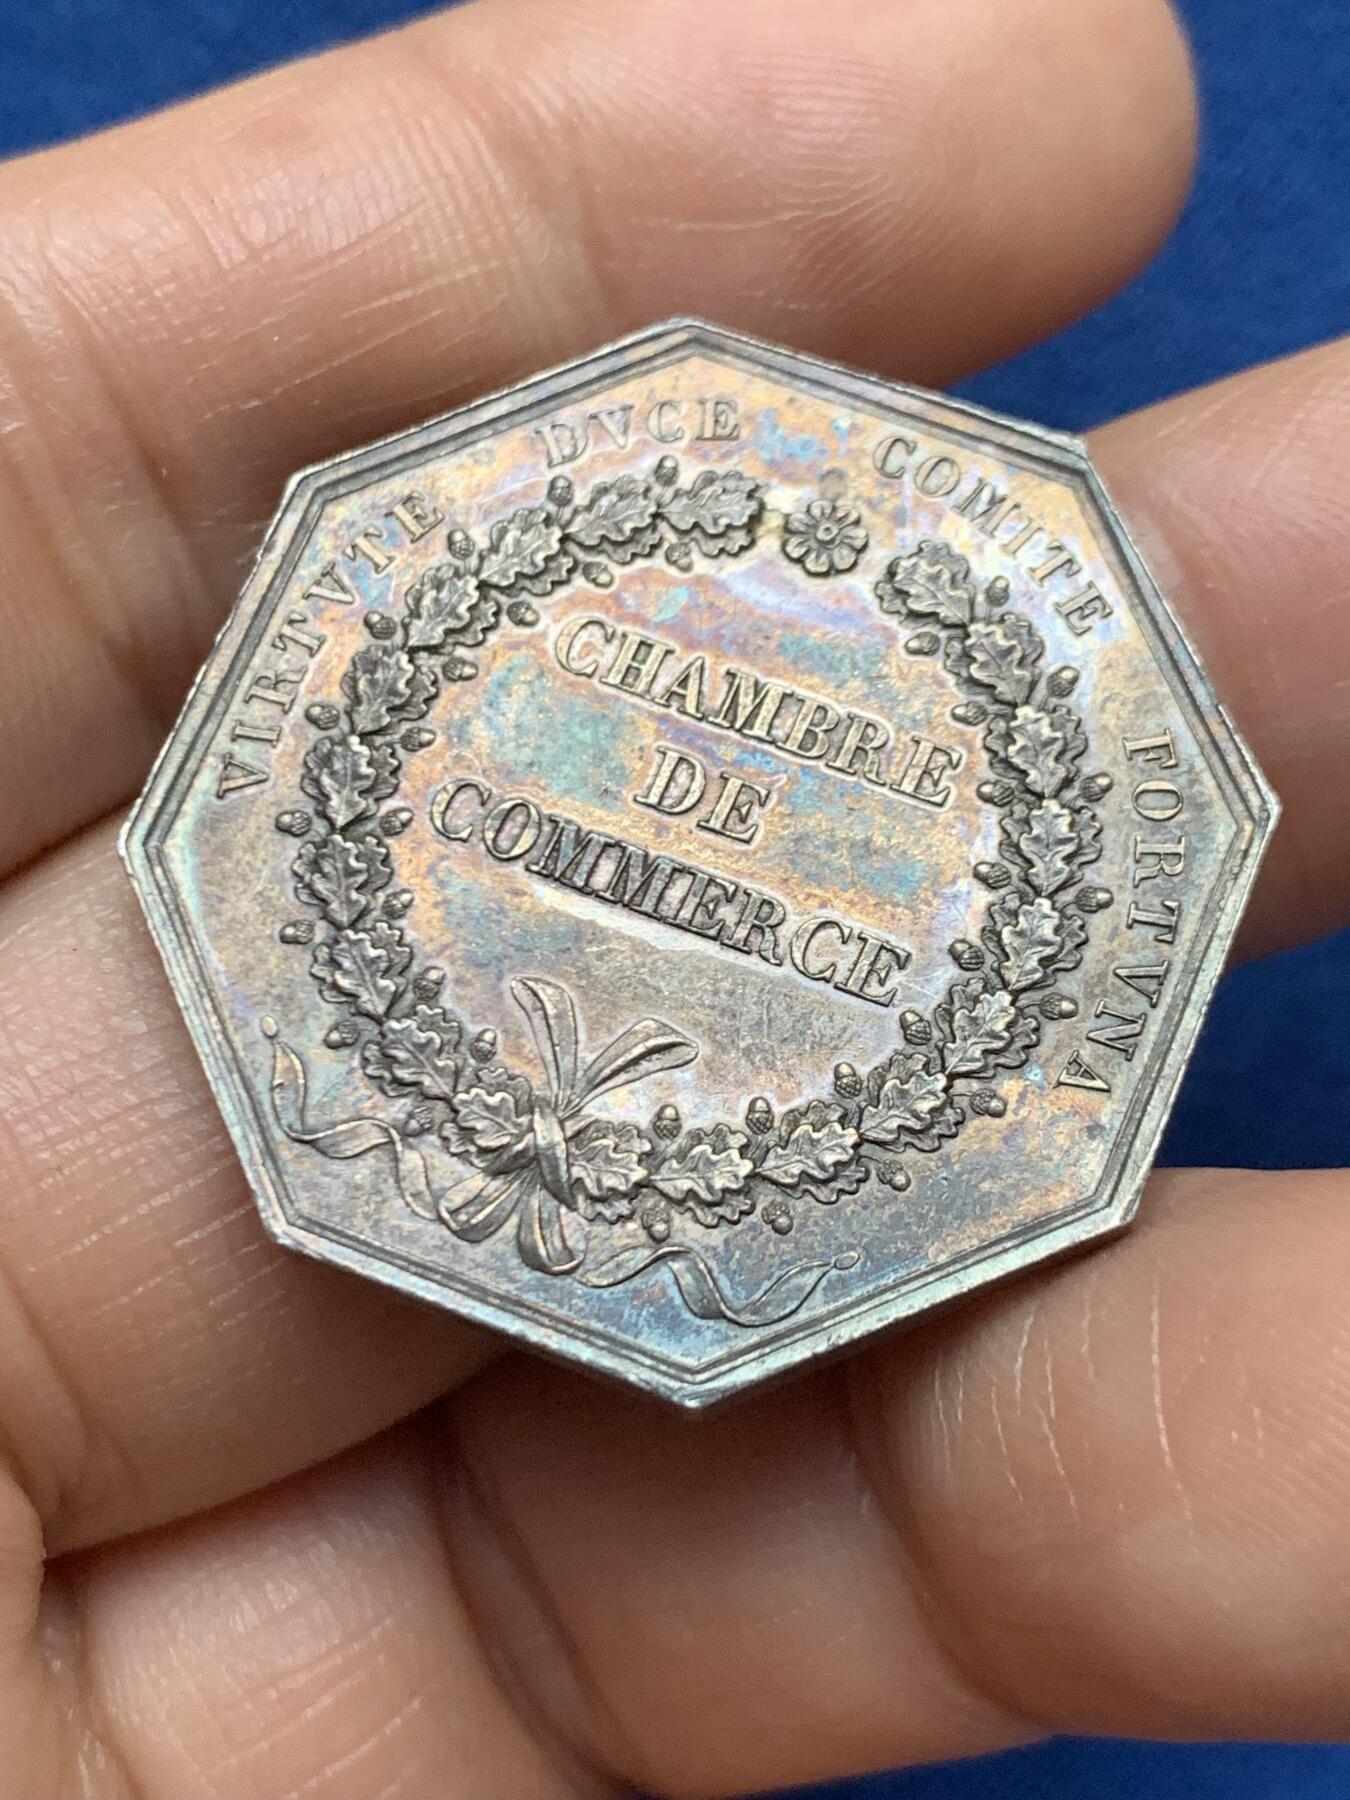 VIRTVTE DVCE COMITE FORTVNA
CHAMBRE
DE
COMMERCE